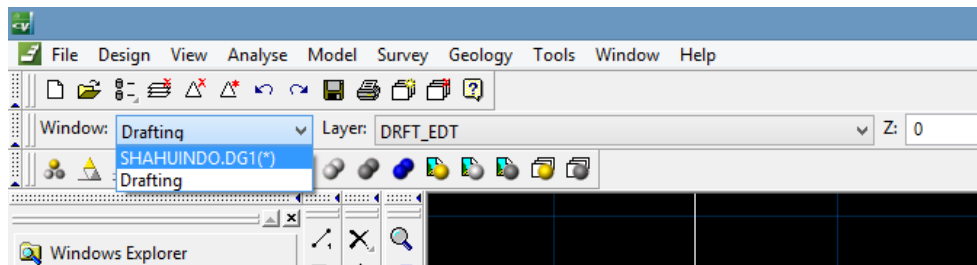 CV
File Design View Analyse Model Survey Geology Tools Window Help
Window: Drafting Layer: DRFT_EDT Z: 0
SHAHUINDO.DG1(*)
Drafting
Windows Explorer